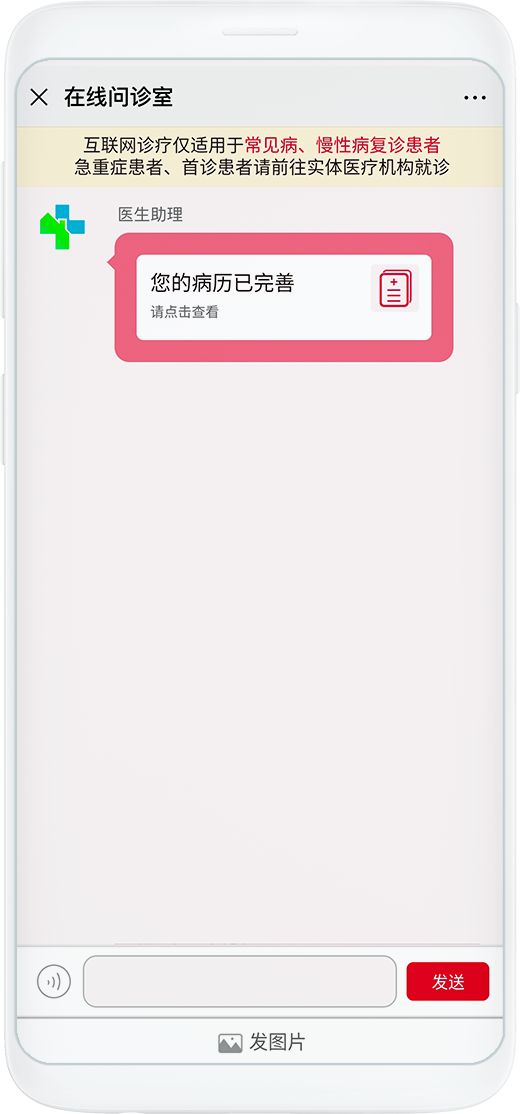 在线问诊室
互联网诊疗仅适用于常见病、慢性病复诊患者
急重症患者、首诊患者请前往实体医疗机构就诊
医生助理
您的病历已完善
请点击查看
发送
发图片